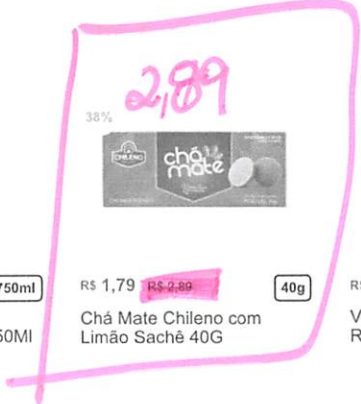 2,89
38%
CHILENO
chá
mate
limão
750ml
R$ 1,79 R$ 2,89
40g
Chá Mate Chileno com
Limão Sachê 40G
50Ml